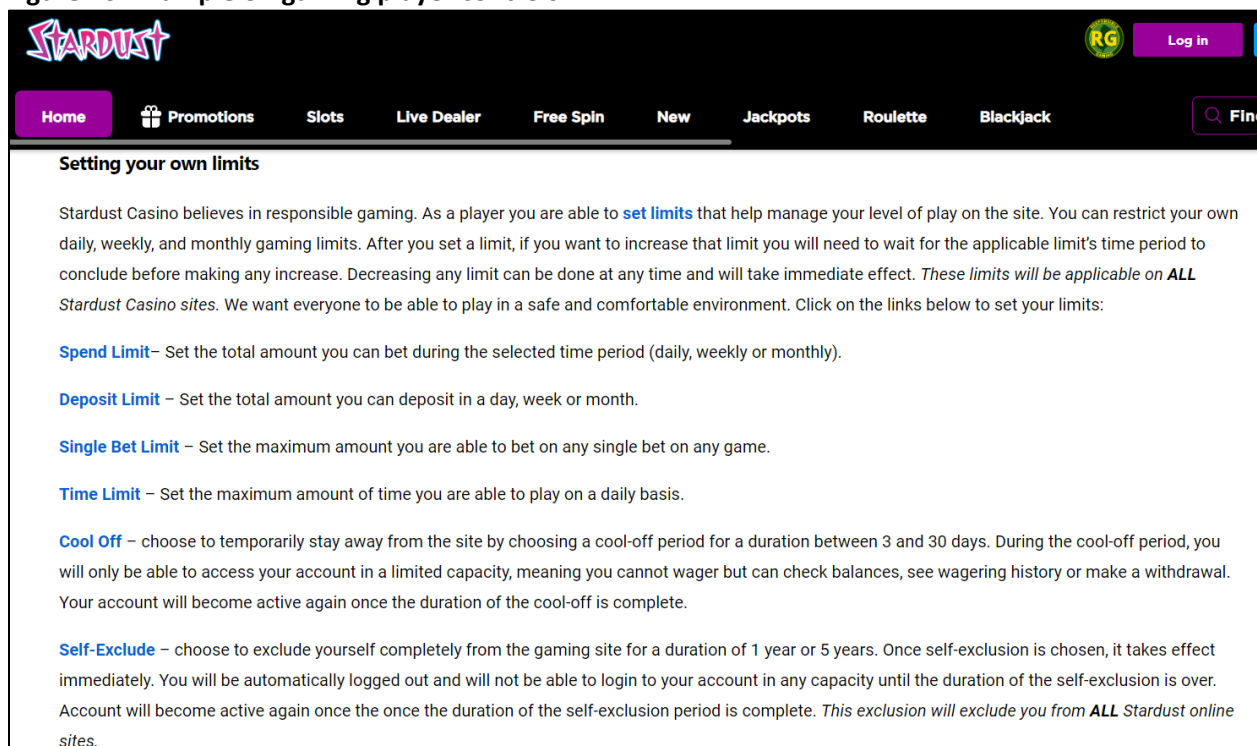 STARDUST
RG
Log in
Home
Promotions
Slots
Live Dealer
Free Spin
New
Jackpots
Roulette
Blackjack
Setting your own limits
Stardust Casino believes in responsible gaming. As a player you are able to set limits that help manage your level of play on the site. You can restrict your own
daily, weekly, and monthly gaming limits. After you set a limit, if you want to increase that limit you will need to wait for the applicable limit's time period to
conclude before making any increase. Decreasing any limit can be done at any time and will take immediate effect. These limits will be applicable on ALL
Stardust Casino sites. We want everyone to be able to play in a safe and comfortable environment. Click on the links below to set your limits:
Spend Limit– Set the total amount you can bet during the selected time period (daily, weekly or monthly).
Deposit Limit – Set the total amount you can deposit in a day, week or month.
Single Bet Limit – Set the maximum amount you are able to bet on any single bet on any game.
Time Limit – Set the maximum amount of time you are able to play on a daily basis.
Cool Off – choose to temporarily stay away from the site by choosing a cool-off period for a duration between 3 and 30 days. During the cool-off period, you
will only be able to access your account in a limited capacity, meaning you cannot wager but can check balances, see wagering history or make a withdrawal.
Your account will become active again once the duration of the cool-off is complete.
Self-Exclude – choose to exclude yourself completely from the gaming site for a duration of 1 year or 5 years. Once self-exclusion is chosen, it takes effect
immediately. You will be automatically logged out and will not be able to login to your account in any capacity until the duration of the self-exclusion is over.
Account will become active again once the once the duration of the self-exclusion period is complete. This exclusion will exclude you from ALL Stardust online
sites.